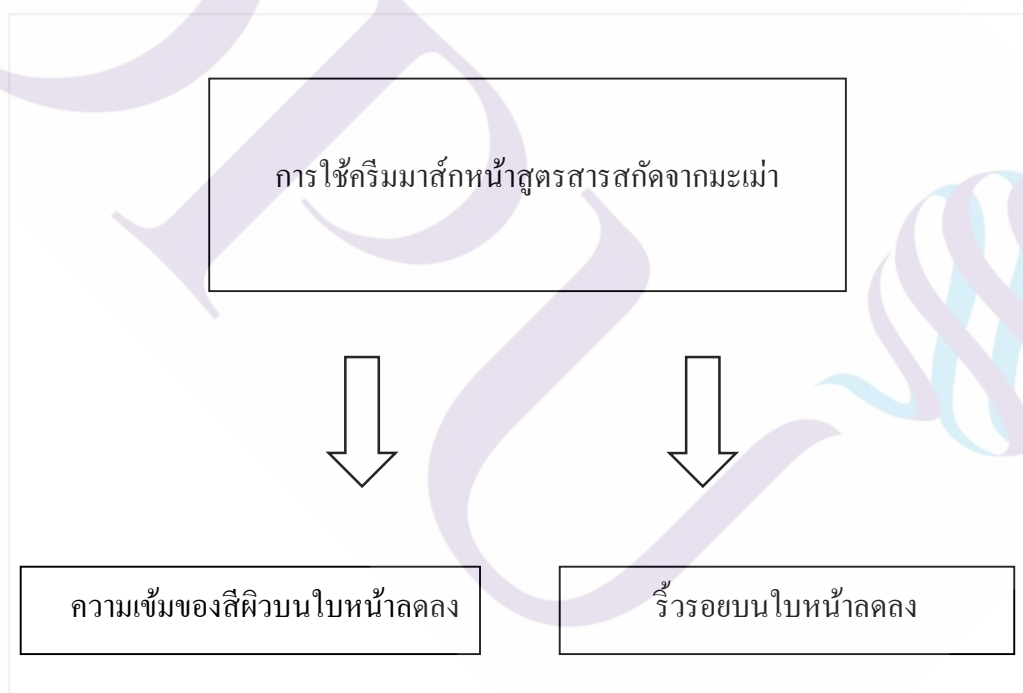 การใช้ครีมมาส์กหน้าสูตรสารสกัดจากมะเม่า
ความเข้มของสีผิวบนใบหน้าลดลง
ริ้วรอยบนใบหน้าลดลง